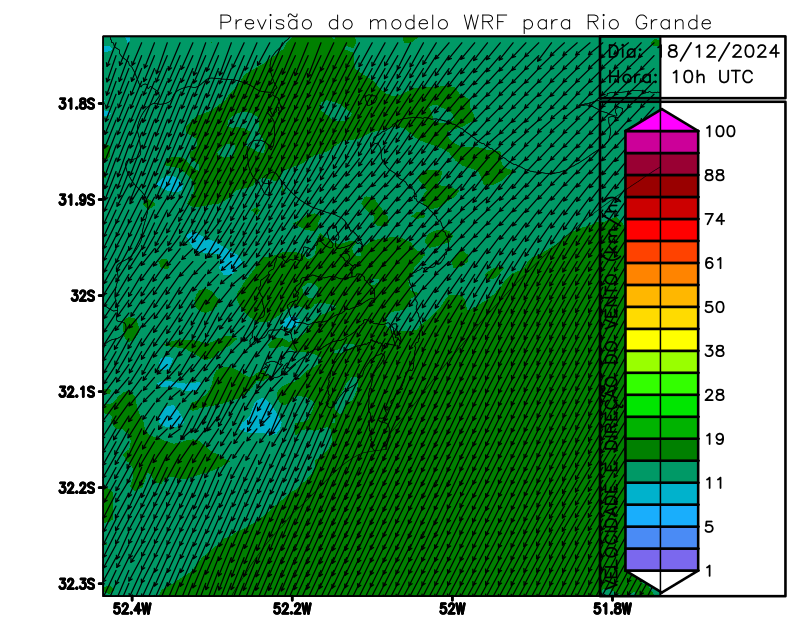 Previsão do modelo WRF para Rio Grande
Dia: 18/12/2024
Hora: 10h UTC
31.8S
31.9S
32S
32.1S
32.2S
32.3S
52.4W
52.2W
52W
51.8W
VELOCIDADE E DIREÇÃO DO VENTO (km/h)
100
88
74
61
50
38
28
19
11
5
1